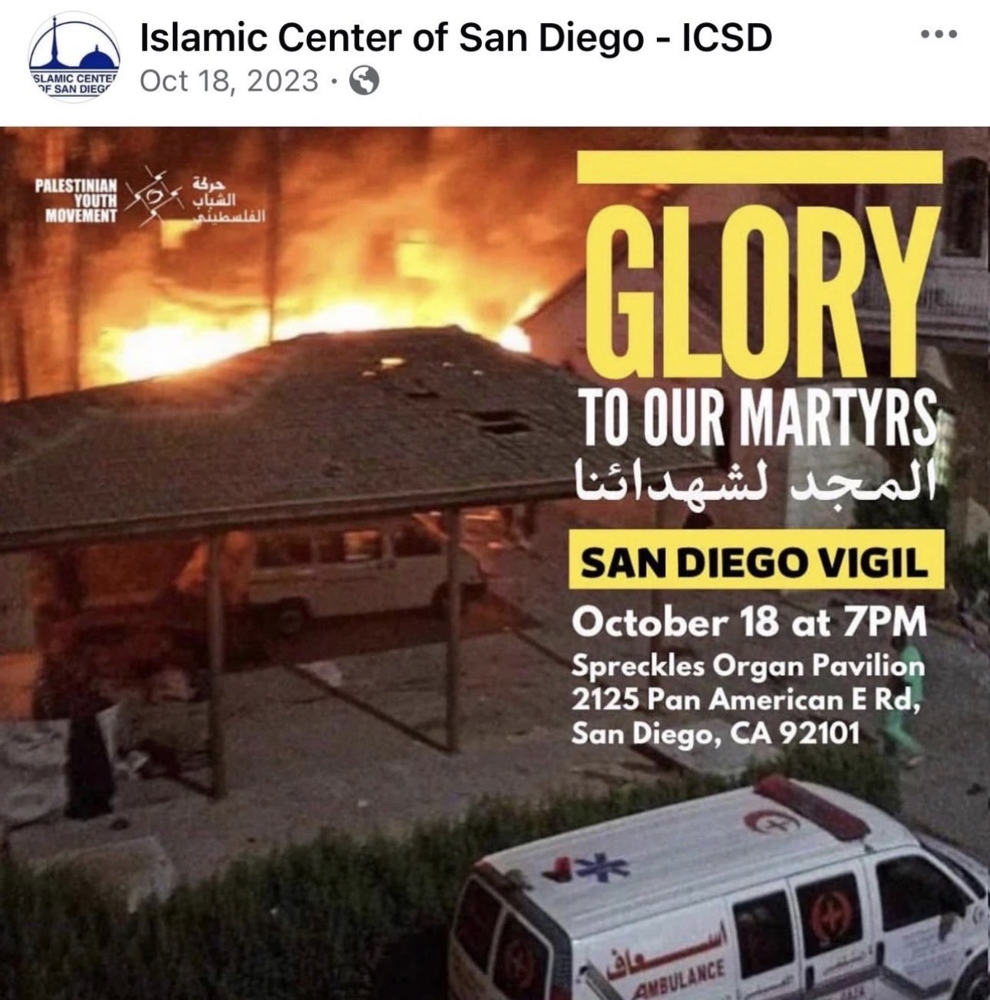 Islamic Center of San Diego - ICSD
Oct 18, 2023
SLAMIC CENTE
OF SAN DIEG
PALESTINIAN
YOUTH
MOVEMENT
حركة
الشباب
الفلسطيني
GLORY
TO OUR MARTYRS
المجد لشهدائنا
SAN DIEGO VIGIL
October 18 at 7PM
Spreckles Organ Pavilion
2125 Pan American E Rd,
San Diego, CA 92101
اسعاف
AMBULANCE